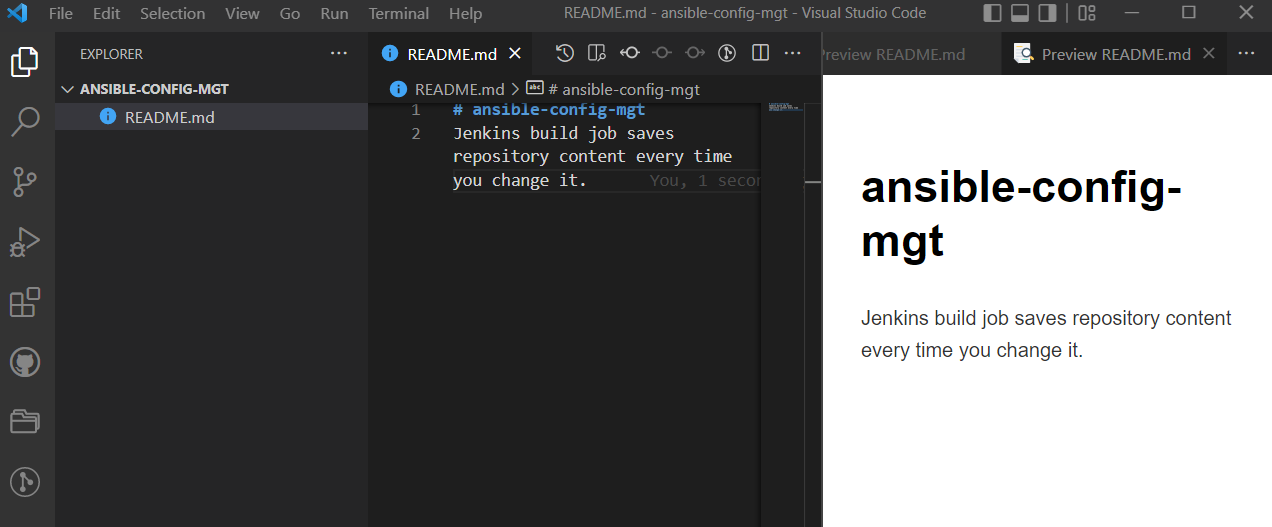 File Edit Selection View Go Run Terminal Help README.md - ansible-config-mgt - Visual Studio Code
EXPLORER
ANSIBLE-CONFIG-MGT
README.md
README.md
README.md > # ansible-config-mgt
1 # ansible-config-mgt
2 Jenkins build job saves
repository content every time
you change it. You, 1
Preview README.md
Preview README.md
ansible-config-
mgt
Jenkins build job saves repository content
every time you change it.